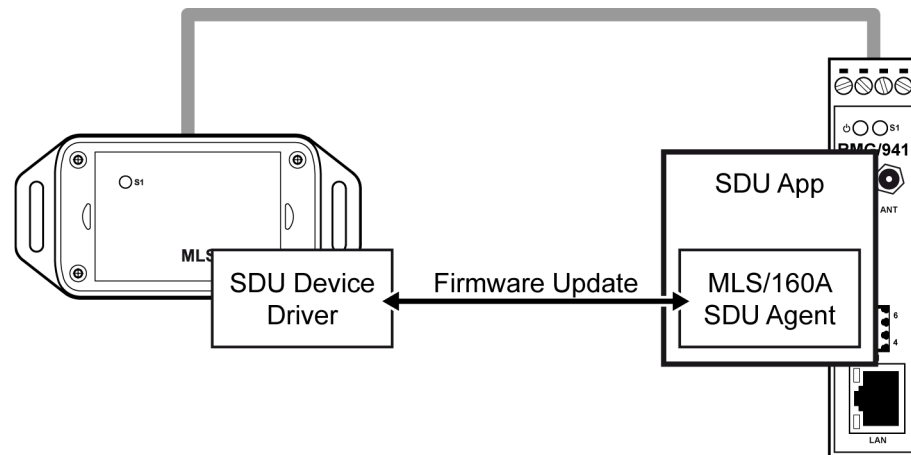 S1
RMG/941
ANT
6
4
LAN
S1
MLS
SDU Device
Driver
Firmware Update
SDU App
MLS/160A
SDU Agent